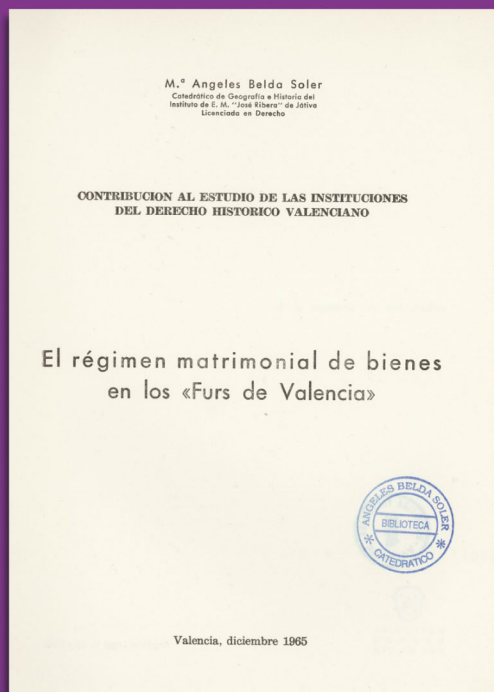 M.ª Angeles Belda Soler
Catedrático de Geografía e Historia del
Instituto de E. M. "José Ribera" de Játiva
Licenciada en Derecho
CONTRIBUCION AL ESTUDIO DE LAS INSTITUCIONES
DEL DERECHO HISTORICO VALENCIANO
El régimen matrimonial de bienes
en los «Furs de Valencia»
ANGELES BELDA SOLER
BIBLIOTECA
* CATEDRATICO *
Valencia, diciembre 1965